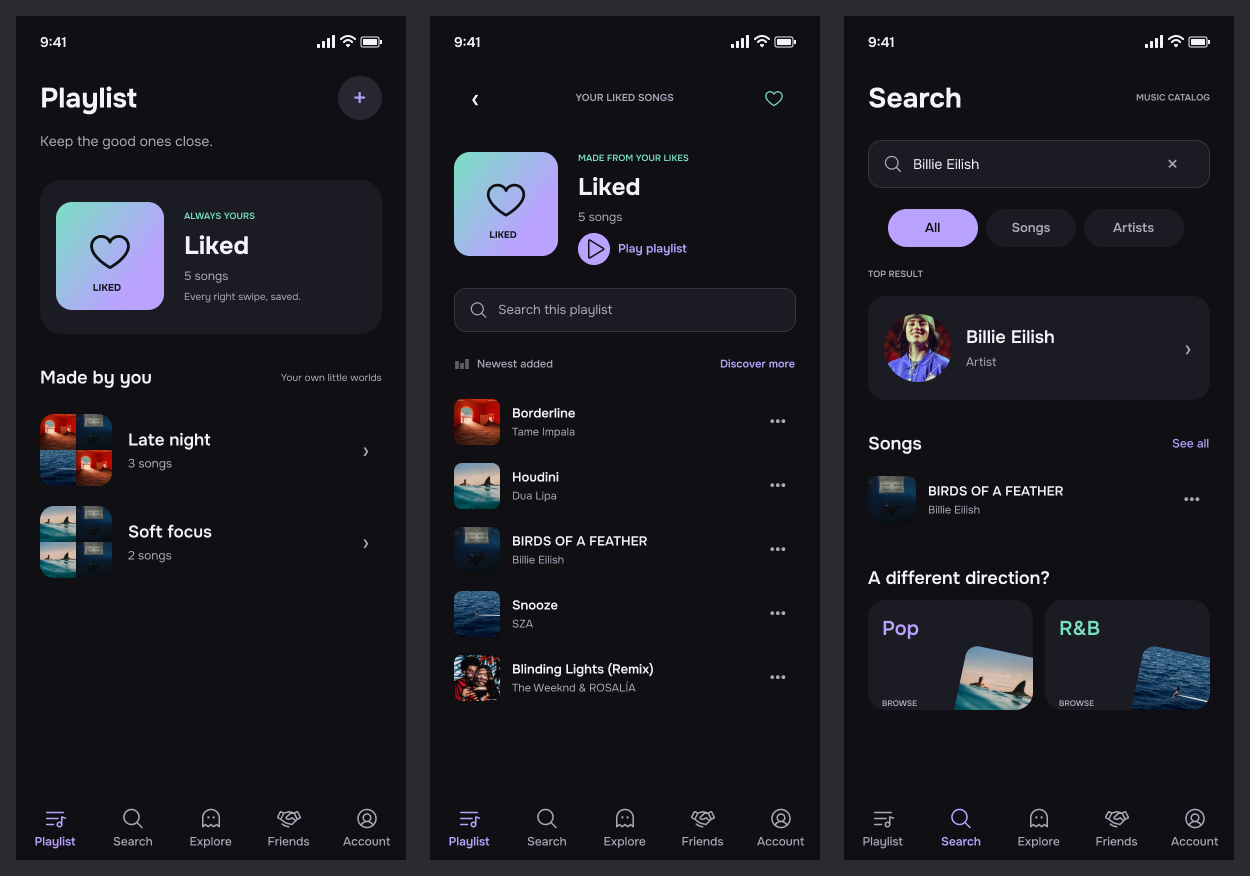 9:41
Playlist
+
Keep the good ones close.
ALWAYS YOURS
Liked
5 songs
Every right swipe, saved.
LIKED
Made by you
Your own little worlds
Late night
3 songs
Soft focus
2 songs
Playlist
Search
Explore
Friends
Account
9:41
YOUR LIKED SONGS
MADE FROM YOUR LIKES
Liked
5 songs
LIKED
Play playlist
Search this playlist
Newest added
Discover more
Borderline
Tame Impala
Houdini
Dua Lipa
BIRDS OF A FEATHER
Billie Eilish
Snooze
SZA
Blinding Lights (Remix)
The Weeknd & ROSALÍA
Playlist
Search
Explore
Friends
Account
9:41
Search
MUSIC CATALOG
Billie Eilish
All
Songs
Artists
TOP RESULT
Billie Eilish
Artist
Songs
See all
BIRDS OF A FEATHER
Billie Eilish
A different direction?
Pop
BROWSE
R&B
BROWSE
Playlist
Search
Explore
Friends
Account